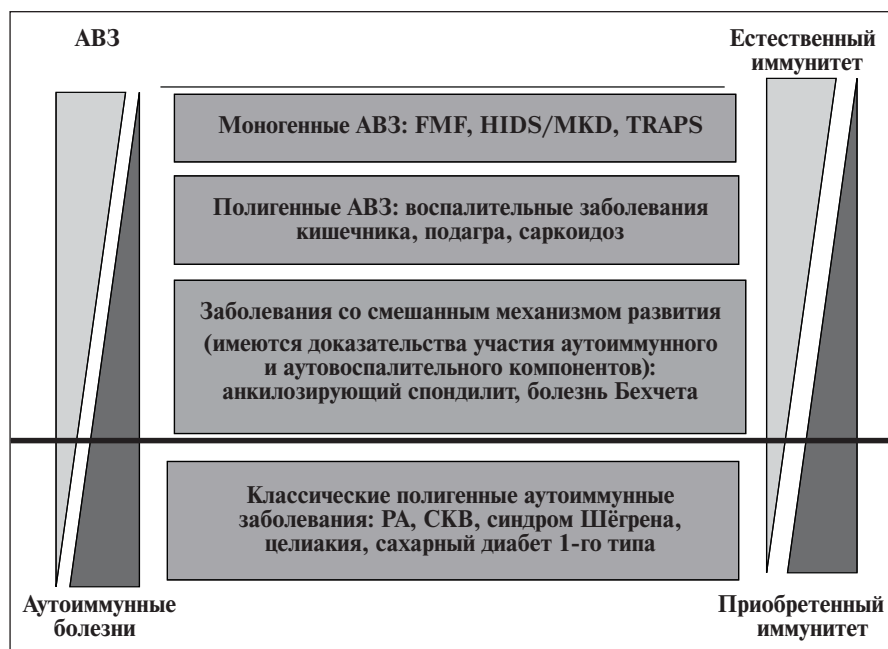 АВЗ
Естественный
иммунитет
Моногенные АВЗ: FMF, HIDS/MKD, TRAPS
Полигенные АВЗ: воспалительные заболевания
кишечника, подагра, саркоидоз
Заболевания со смешанным механизмом развития
(имеются доказательства участия аутоиммунного
и аутовоспалительного компонентов):
анкилозирующий спондилит, болезнь Бехчета
Классические полигенные аутоиммунные
заболевания: РА, СКВ, синдром Шёгрена,
целиакия, сахарный диабет 1-го типа
Аутоиммунные
болезни
Приобретенный
иммунитет